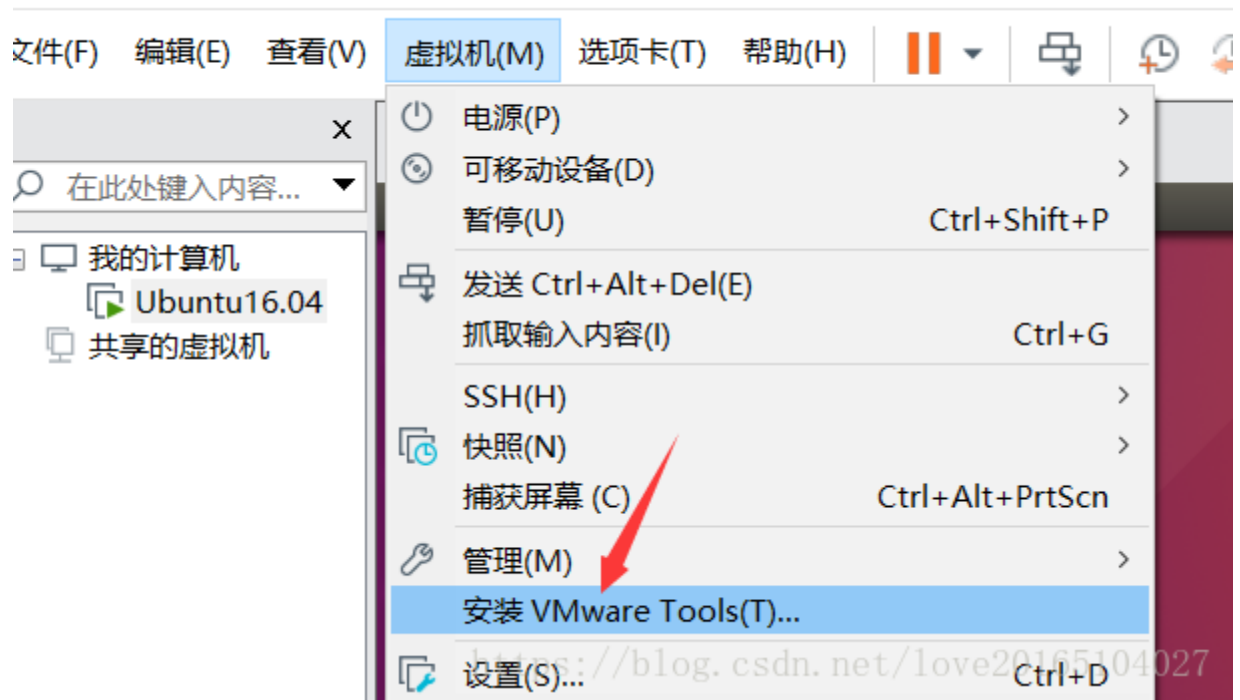 文件(F) 编辑(E) 查看(V) 虚拟机(M) 选项卡(T) 帮助(H)
在此处键入内容...
我的计算机
Ubuntu16.04
共享的虚拟机
电源(P)
可移动设备(D)
暂停(U) Ctrl+Shift+P
发送 Ctrl+Alt+Del(E)
抓取输入内容(I) Ctrl+G
SSH(H)
快照(N)
捕获屏幕 (C) Ctrl+Alt+PrtScn
管理(M)
安装 VMware Tools(T)...
设置(S)... Ctrl+D
https://blog.csdn.net/love20165104027